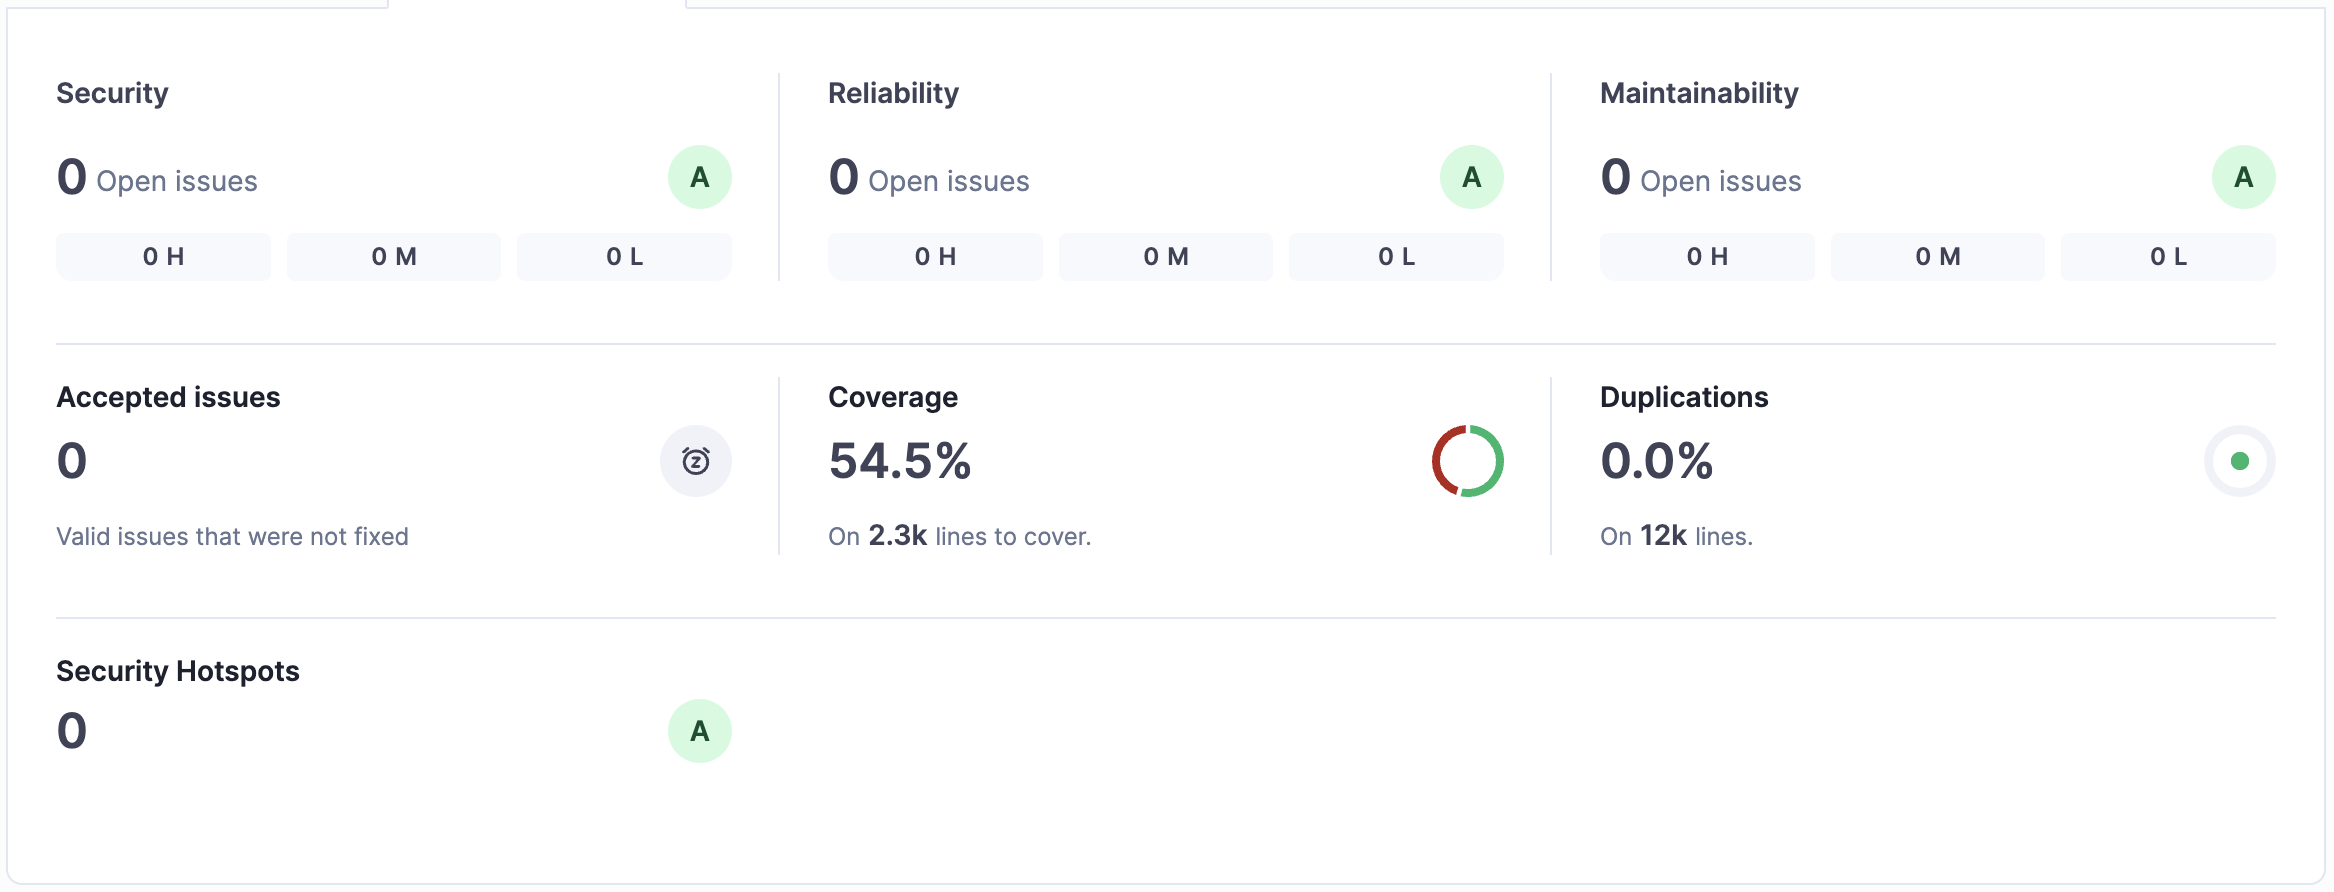 Security
0 Open issues
A
0 H
0 M
0 L
Reliability
0 Open issues
A
0 H
0 M
0 L
Maintainability
0 Open issues
A
0 H
0 M
0 L
Accepted issues
0
z
Valid issues that were not fixed
Coverage
54.5%
On 2.3k lines to cover.
Duplications
0.0%
On 12k lines.
Security Hotspots
0
A